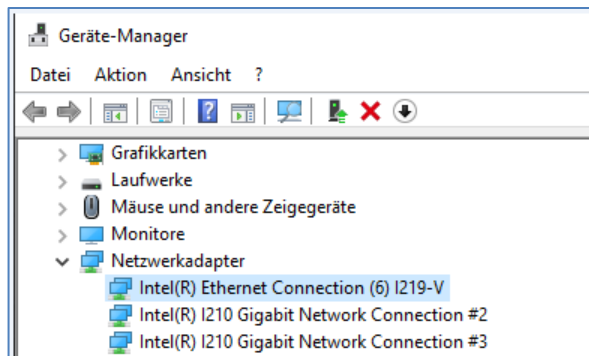 Geräte-Manager
Datei Aktion Ansicht ?
Grafikkarten
Laufwerke
Mäuse und andere Zeigegeräte
Monitore
Netzwerkadapter
Intel(R) Ethernet Connection (6) I219-V
Intel(R) I210 Gigabit Network Connection #2
Intel(R) I210 Gigabit Network Connection #3